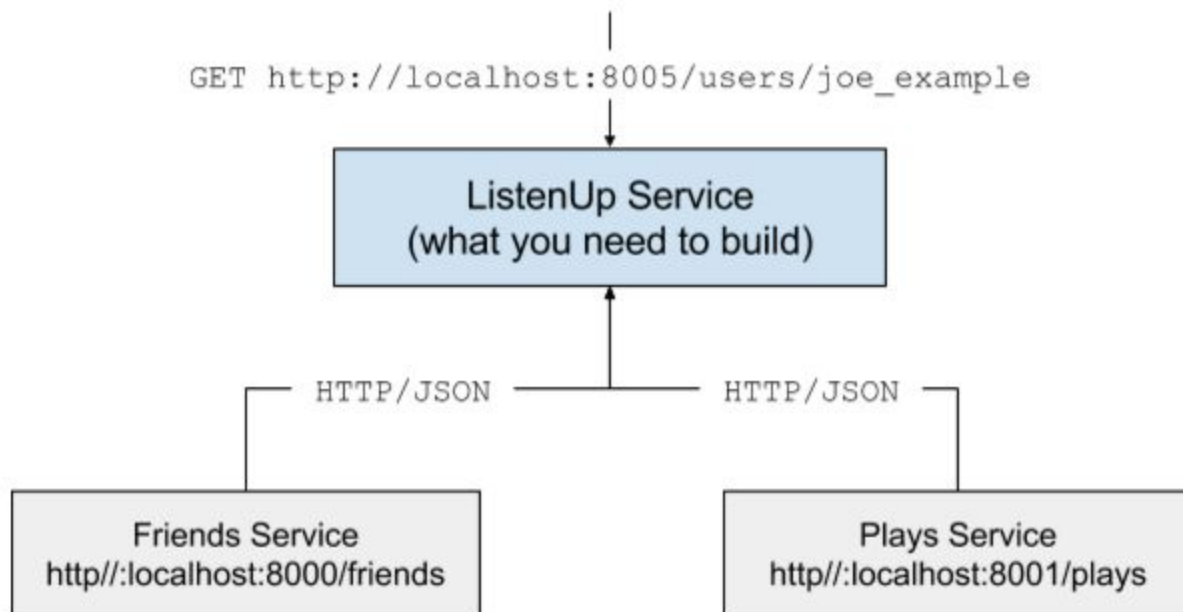 GET http://localhost:8005/users/joe_example
ListenUp Service
(what you need to build)
HTTP/JSON
HTTP/JSON
Friends Service
http//:localhost:8000/friends
Plays Service
http//:localhost:8001/plays